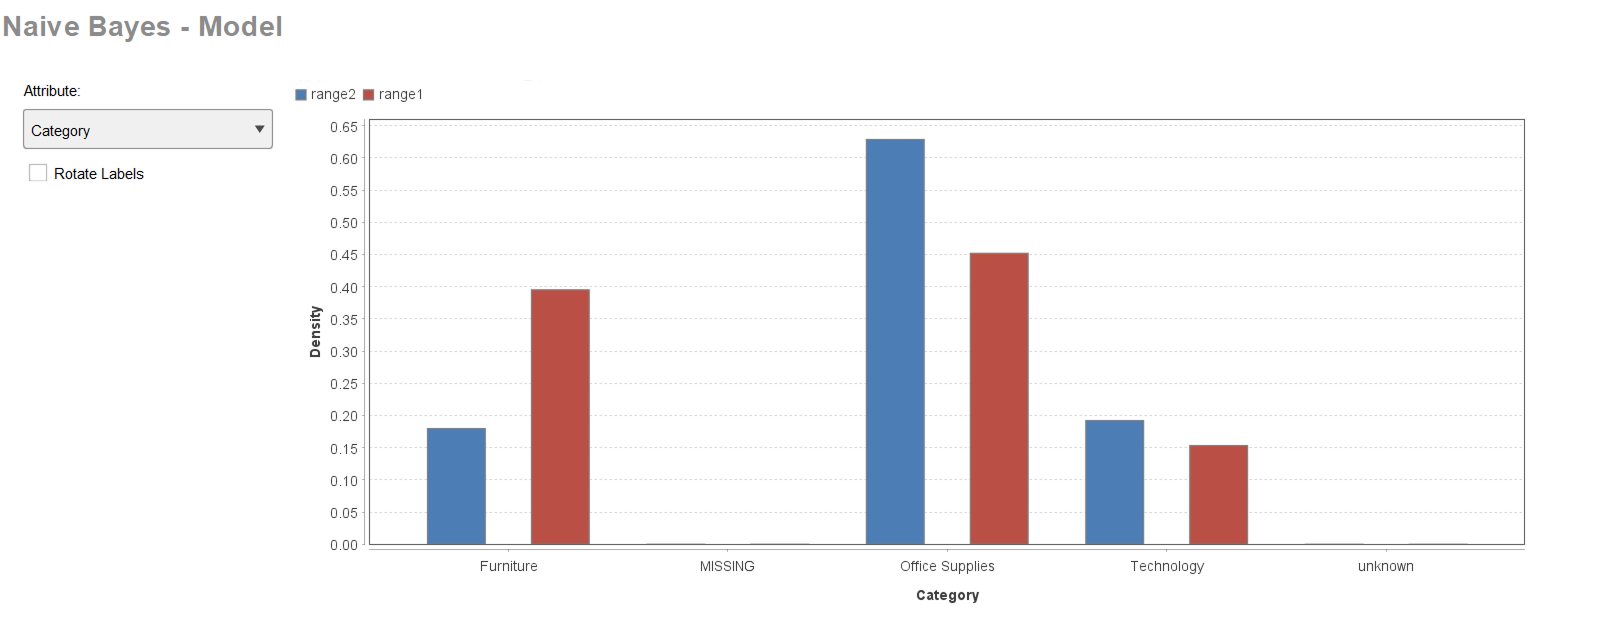 Naive Bayes - Model
Attribute:
Category
Rotate Labels
range2 range1
0.65
0.60
0.55
0.50
0.45
0.40
0.35
0.30
0.25
0.20
0.15
0.10
0.05
0.00
Density
Furniture MISSING Office Supplies Technology unknown
Category